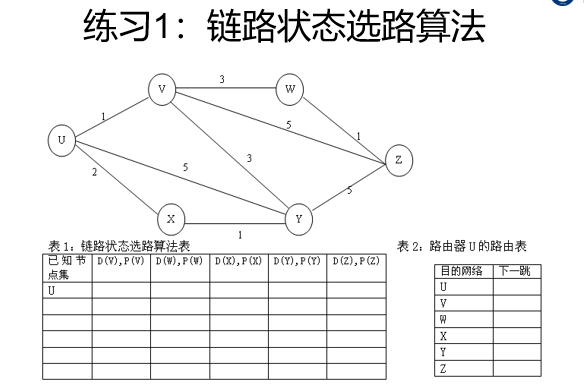 练习1：链路状态选路算法
3
V
W
1
5
1
U
5
3
Z
2
5
X
Y
1
表1：链路状态选路算法表
表2：路由器U的路由表
已知节点集 D(V),P(V) D(W),P(W) D(X),P(X) D(Y),P(Y) D(Z),P(Z)
U
目的网络 下一跳
U
V
W
X
Y
Z